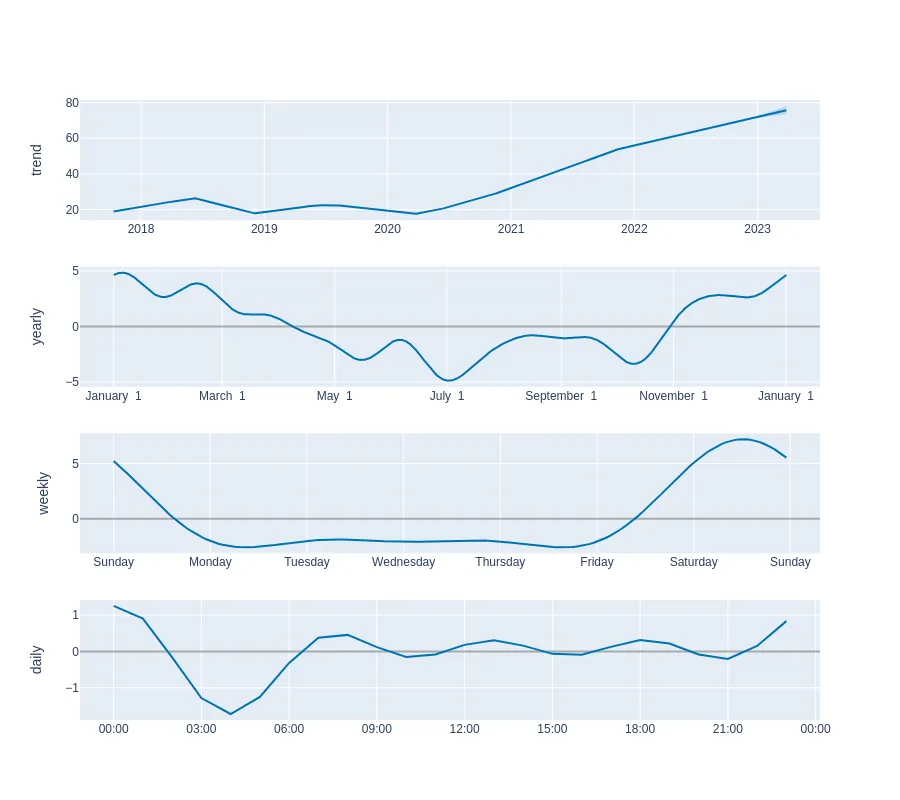 trend
80
60
40
20
2018 2019 2020 2021 2022 2023
yearly
5
0
−5
January 1 March 1 May 1 July 1 September 1 November 1 January 1
weekly
5
0
Sunday Monday Tuesday Wednesday Thursday Friday Saturday Sunday
daily
1
0
−1
00:00 03:00 06:00 09:00 12:00 15:00 18:00 21:00 00:00